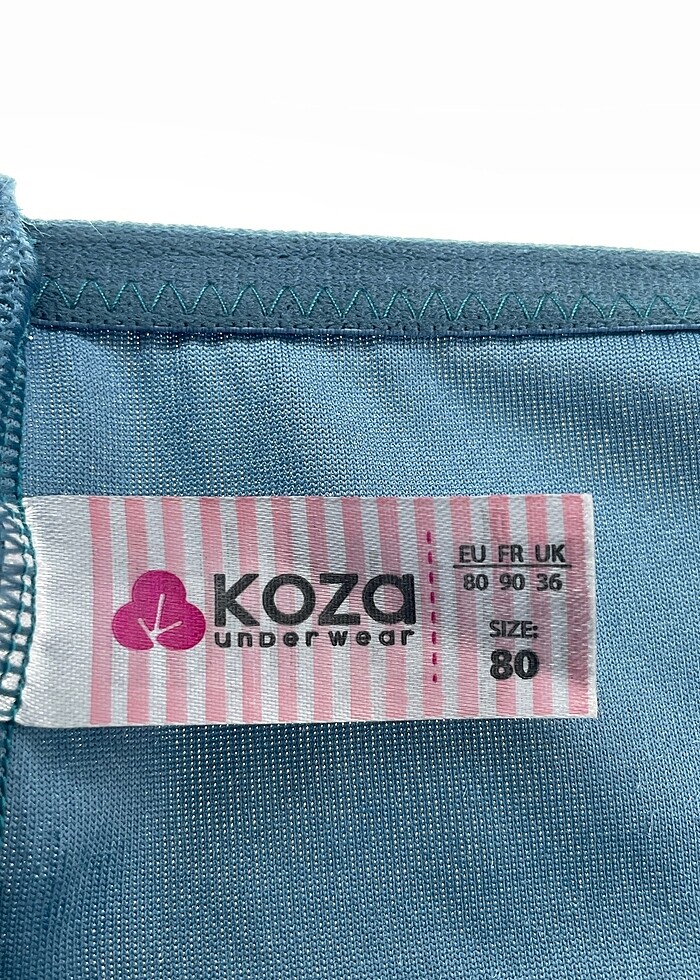 KOZA
underwear
EU FR UK
80 90 36
SIZE:
80